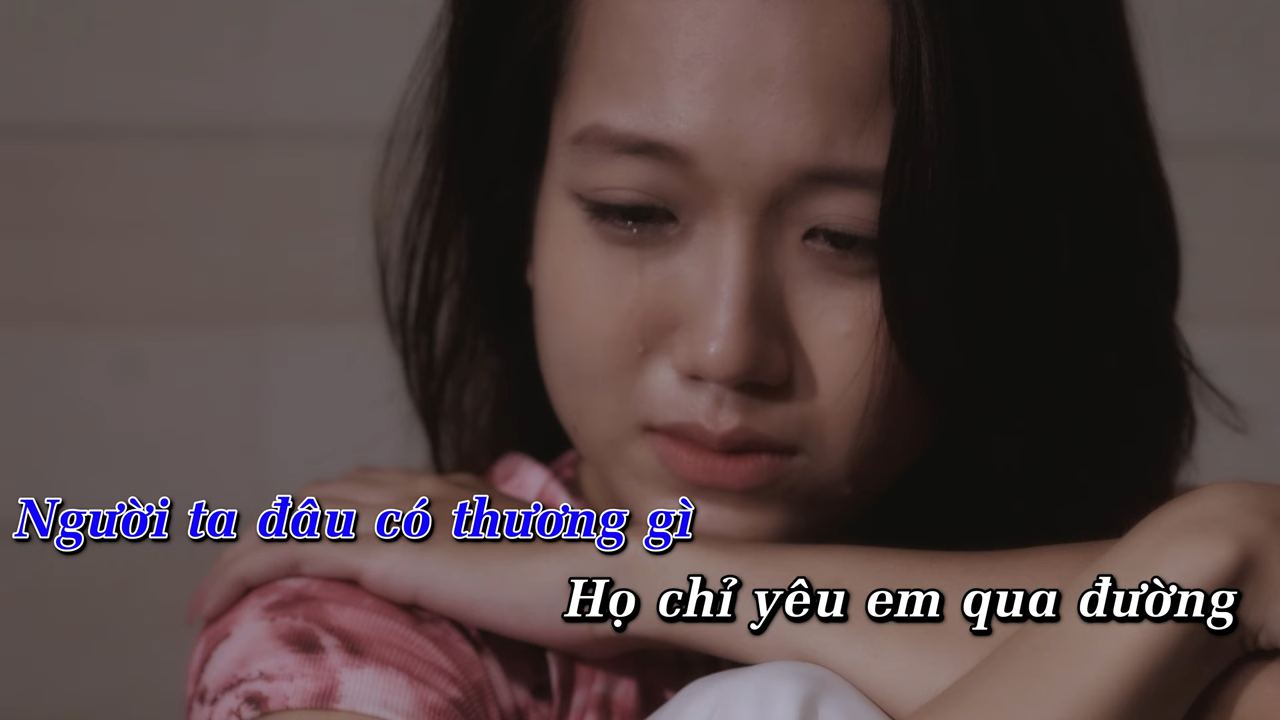 Người ta đâu có thương gì
Họ chỉ yêu em qua đường